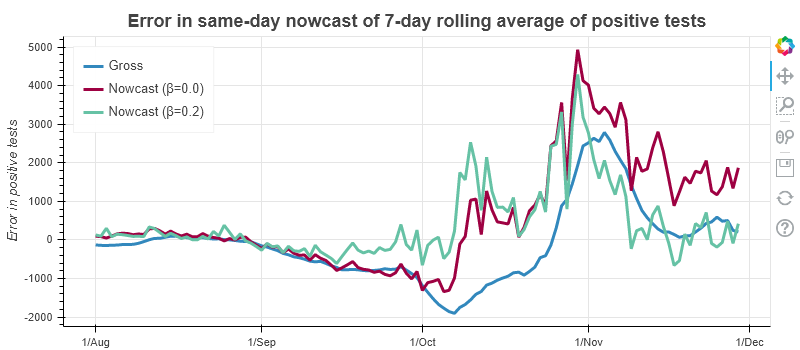 Error in same-day nowcast of 7-day rolling average of positive tests
Gross
Nowcast (β=0.0)
Nowcast (β=0.2)
Error in positive tests
5000
4000
3000
2000
1000
0
-1000
-2000
1/Aug 1/Sep 1/Oct 1/Nov 1/Dec